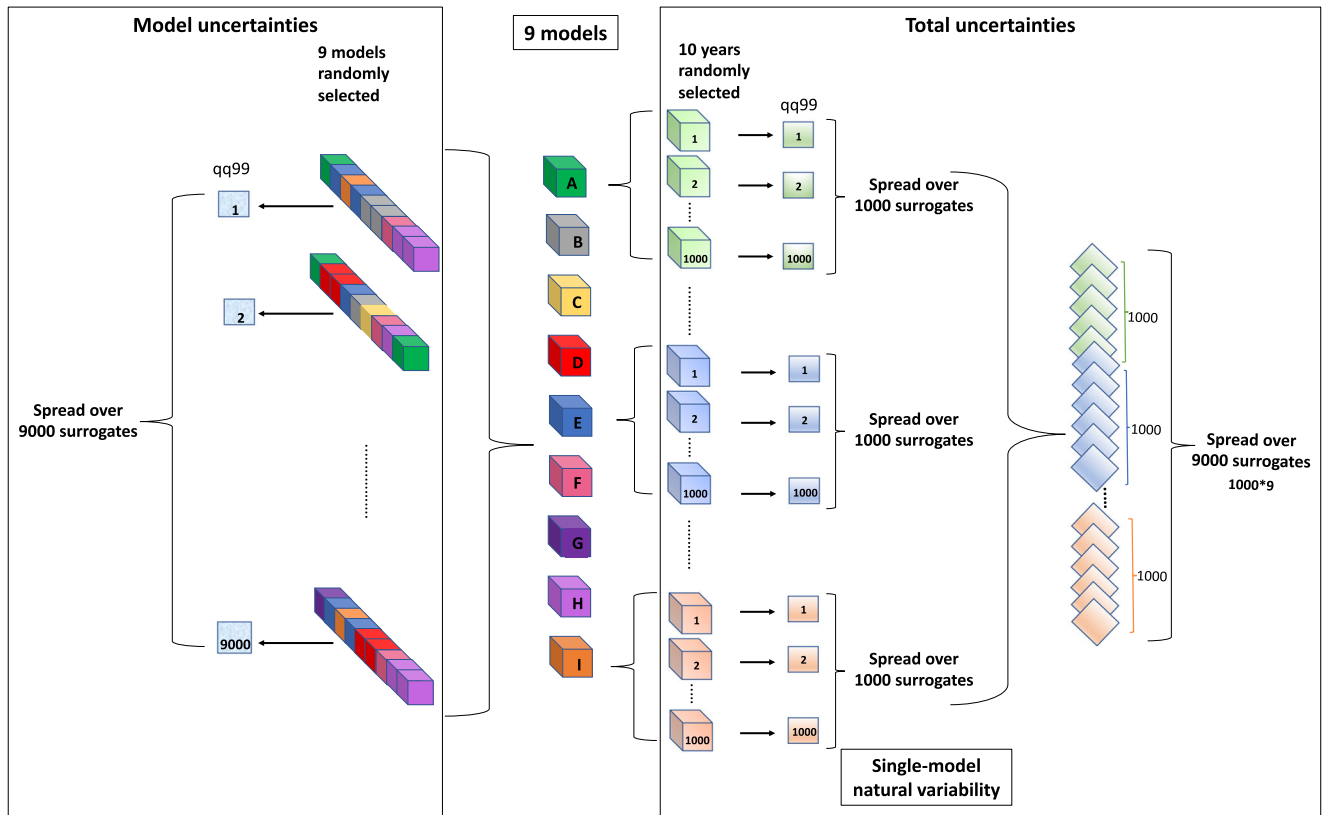 Model uncertainties
9 models
randomly
selected
qq99
1
2
9000
Spread over
9000 surrogates
9 models
A
B
C
D
E
F
G
H
I
Total uncertainties
10 years
randomly
selected
qq99
1
1
2
2
1000
1000
Spread over
1000 surrogates
1
1
2
2
1000
1000
Spread over
1000 surrogates
1
1
2
2
1000
1000
Spread over
1000 surrogates
Single-model
natural variability
1000
1000
1000
Spread over
9000 surrogates
1000*9